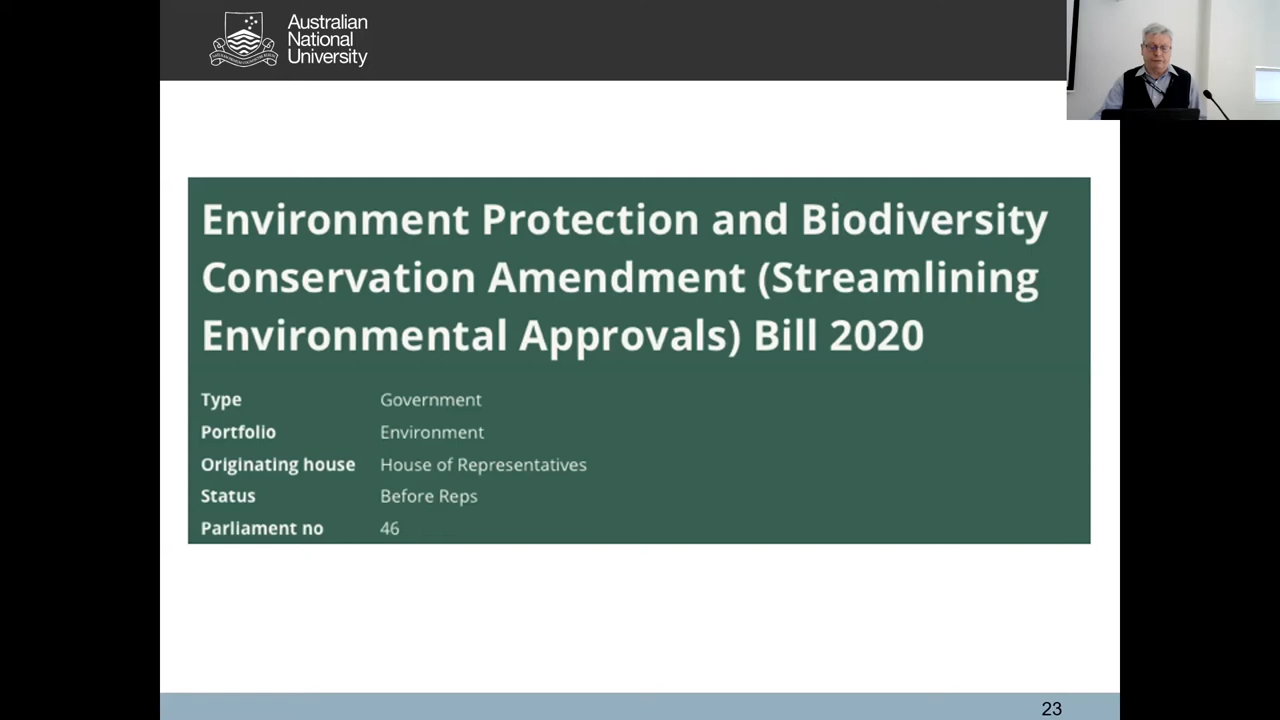 Australian
National
University
Environment Protection and Biodiversity
Conservation Amendment (Streamlining
Environmental Approvals) Bill 2020
Type Government
Portfolio Environment
Originating house House of Representatives
Status Before Reps
Parliament no 46
23